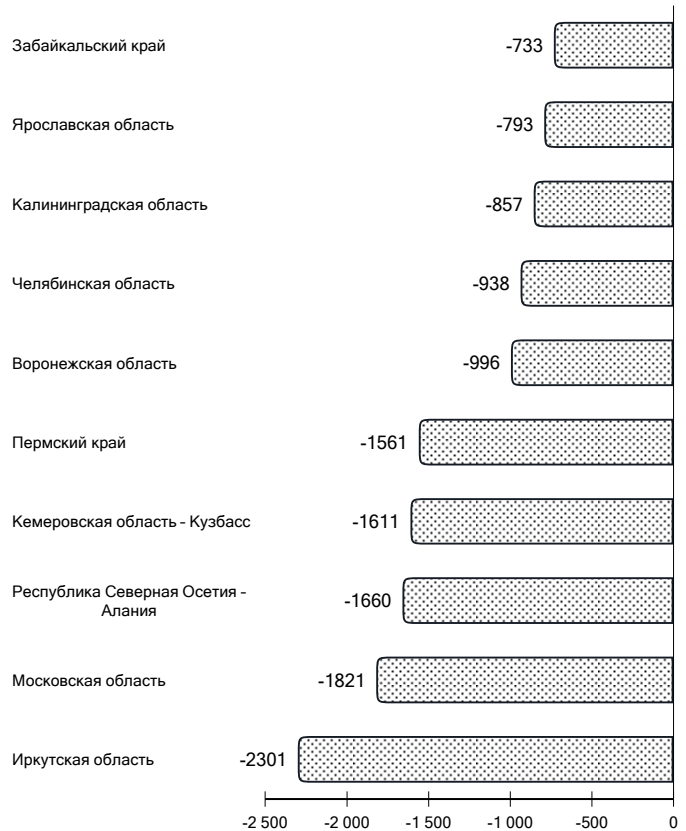 Забайкальский край
-733
Ярославская область
-793
Калининградская область
-857
Челябинская область
-938
Воронежская область
-996
Пермский край
-1561
Кемеровская область - Кузбасс
-1611
Республика Северная Осетия -
Алания
-1660
Московская область
-1821
Иркутская область
-2301
-2 500 -2 000 -1 500 -1 000 -500 0